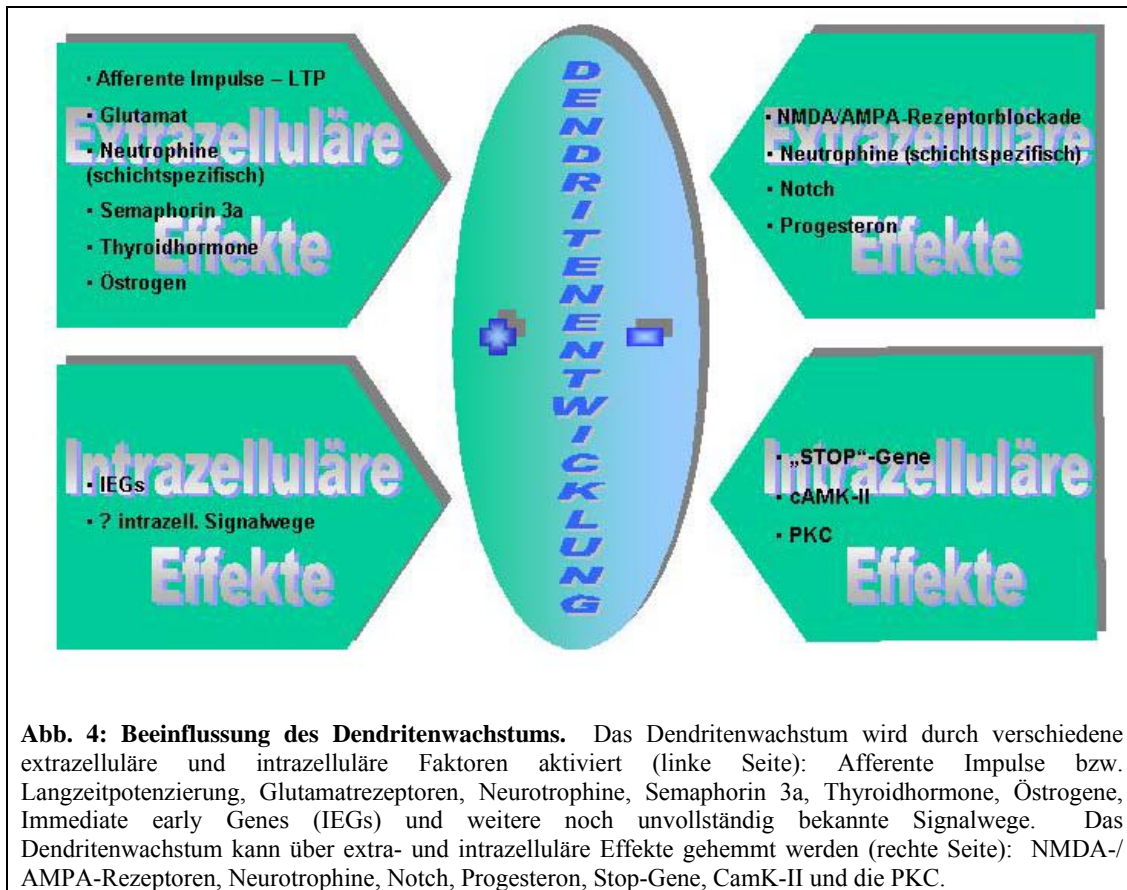 Extrazelluläre
Effekte
▪ Afferente Impulse – LTP
▪ Glutamat
▪ Neutrophine
(schichtspezifisch)
▪ Semaphorin 3a
▪ Thyroidhormone
▪ Östrogen
Intrazelluläre
Effekte
▪ IEGs
▪ ? intrazell. Signalwege
DENDRITENENTWICKLUNG
Extrazelluläre
Effekte
▪ NMDA/AMPA-Rezeptorblockade
▪ Neutrophine (schichtspezifisch)
▪ Notch
▪ Progesteron
Intrazelluläre
Effekte
▪ „STOP“-Gene
▪ cAMK-II
▪ PKC
Abb. 4: Beeinflussung des Dendritenwachstums. Das Dendritenwachstum wird durch verschiedene
extrazelluläre und intrazelluläre Faktoren aktiviert (linke Seite): Afferente Impulse bzw.
Langzeitpotenzierung, Glutamatrezeptoren, Neurotrophine, Semaphorin 3a, Thyroidhormone, Östrogene,
Immediate early Genes (IEGs) und weitere noch unvollständig bekannte Signalwege. Das
Dendritenwachstum kann über extra- und intrazelluläre Effekte gehemmt werden (rechte Seite): NMDA-/
AMPA-Rezeptoren, Neurotrophine, Notch, Progesteron, Stop-Gene, CamK-II und die PKC.